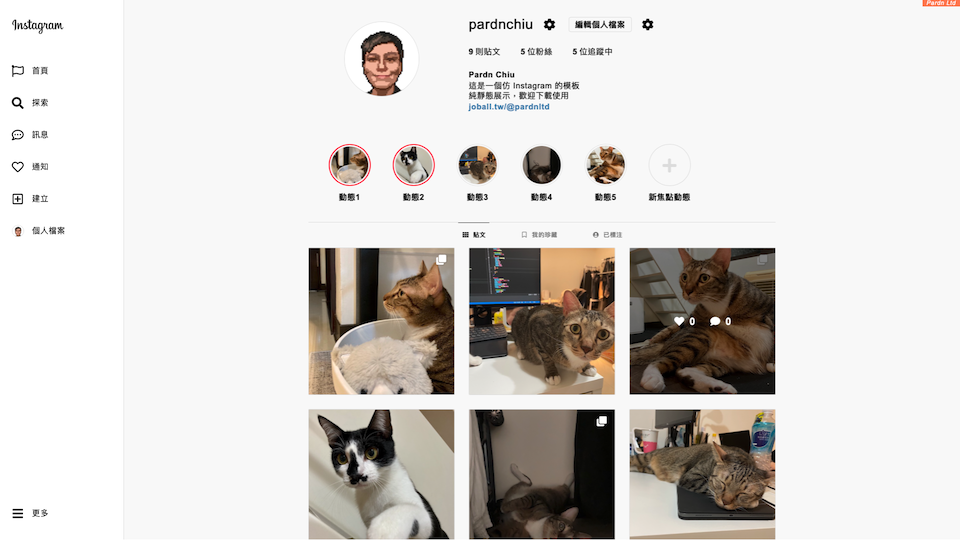 Pardn Ltd
Instagram
首頁
探索
訊息
通知
建立
個人檔案
更多
pardnchiu 編輯個人檔案
9 則貼文 5 位粉絲 5 位追蹤中
Pardn Chiu
這是一個仿 Instagram 的模板
純靜態展示，歡迎下載使用
joball.tw/@pardnltd
動態1 動態2 動態3 動態4 動態5 新焦點動態
貼文 我的珍藏 已標注
0 0